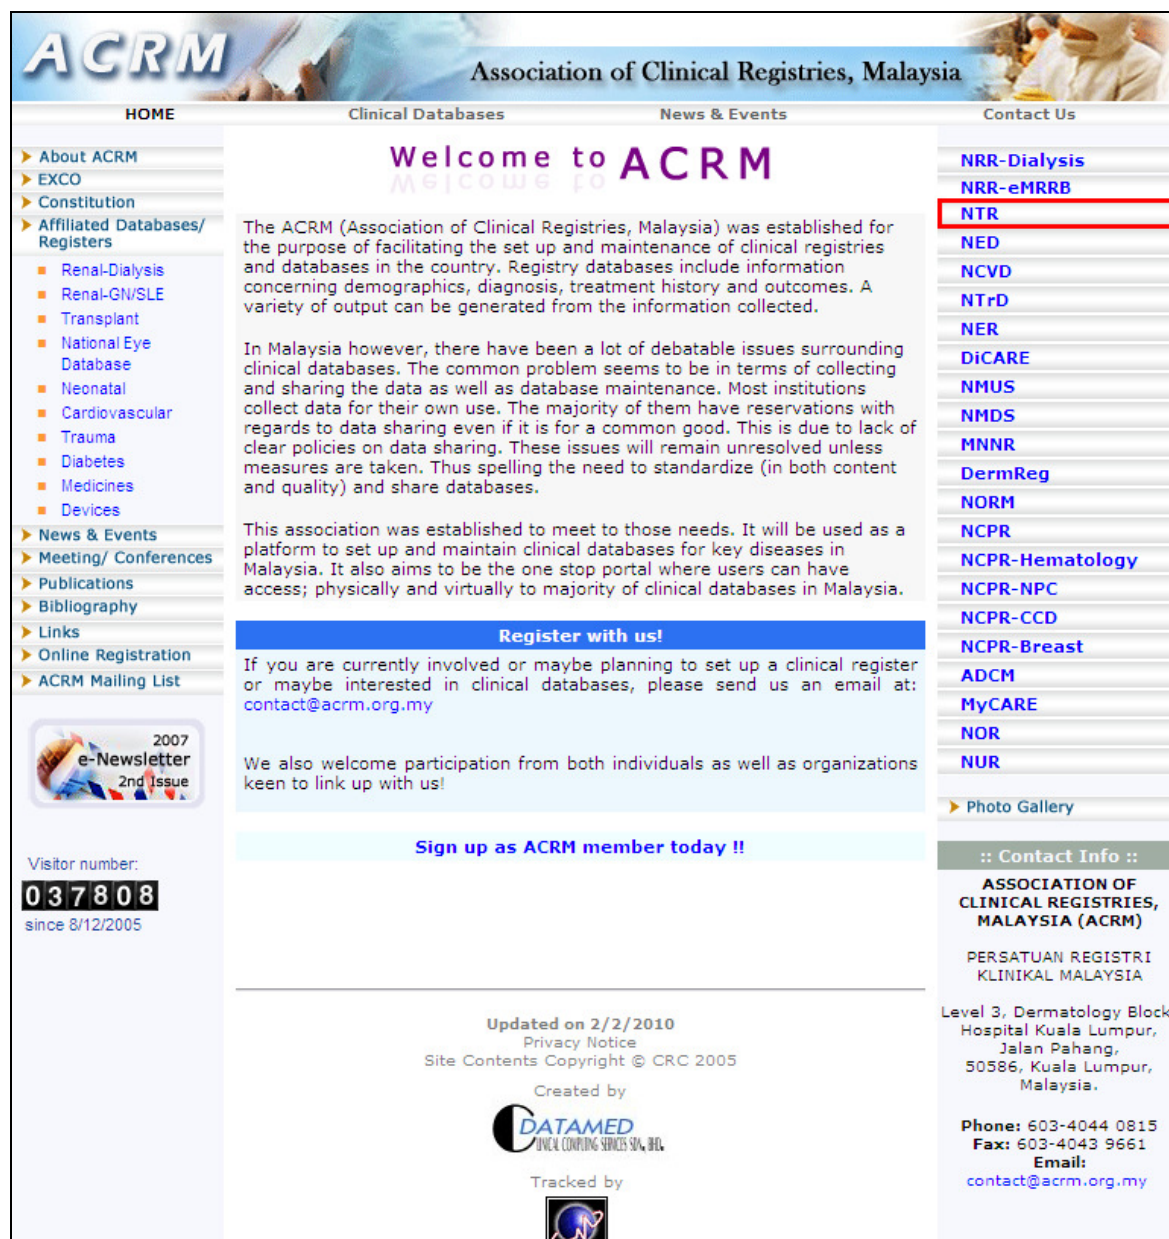 ACRM
Association of Clinical Registries, Malaysia
HOME
Clinical Databases
News & Events
Contact Us
About ACRM
EXCO
Constitution
Affiliated Databases/
Registers
Renal-Dialysis
Renal-GN/SLE
Transplant
National Eye
Database
Neonatal
Cardiovascular
Trauma
Diabetes
Medicines
Devices
News & Events
Meeting/ Conferences
Publications
Bibliography
Links
Online Registration
ACRM Mailing List
2007
e-Newsletter
2nd Issue
Visitor number:
037808
since 8/12/2005
Welcome to ACRM
The ACRM (Association of Clinical Registries, Malaysia) was established for
the purpose of facilitating the set up and maintenance of clinical registries
and databases in the country. Registry databases include information
concerning demographics, diagnosis, treatment history and outcomes. A
variety of output can be generated from the information collected.
In Malaysia however, there have been a lot of debatable issues surrounding
clinical databases. The common problem seems to be in terms of collecting
and sharing the data as well as database maintenance. Most institutions
collect data for their own use. The majority of them have reservations with
regards to data sharing even if it is for a common good. This is due to lack of
clear policies on data sharing. These issues will remain unresolved unless
measures are taken. Thus spelling the need to standardize (in both content
and quality) and share databases.
This association was established to meet to those needs. It will be used as a
platform to set up and maintain clinical databases for key diseases in
Malaysia. It also aims to be the one stop portal where users can have
access; physically and virtually to majority of clinical databases in Malaysia.
Register with us!
If you are currently involved or maybe planning to set up a clinical register
or maybe interested in clinical databases, please send us an email at:
contact@acrm.org.my
We also welcome participation from both individuals as well as organizations
keen to link up with us!
Sign up as ACRM member today !!
Updated on 2/2/2010
Privacy Notice
Site Contents Copyright © CRC 2005
Created by
DATAMED
CLINICAL COMPUTING SERVICES SDN. BHD.
Tracked by
NRR-Dialysis
NRR-eMRRB
NTR
NED
NCVD
NTrD
NER
DiCARE
NMUS
NMDS
MNNR
DermReg
NORM
NCPR
NCPR-Hematology
NCPR-NPC
NCPR-CCD
NCPR-Breast
ADCM
MyCARE
NOR
NUR
Photo Gallery
:: Contact Info ::
ASSOCIATION OF
CLINICAL REGISTRIES,
MALAYSIA (ACRM)
PERSATUAN REGISTRI
KLINIKAL MALAYSIA
Level 3, Dermatology Block
Hospital Kuala Lumpur,
Jalan Pahang,
50586, Kuala Lumpur,
Malaysia.
Phone: 603-4044 0815
Fax: 603-4043 9661
Email:
contact@acrm.org.my